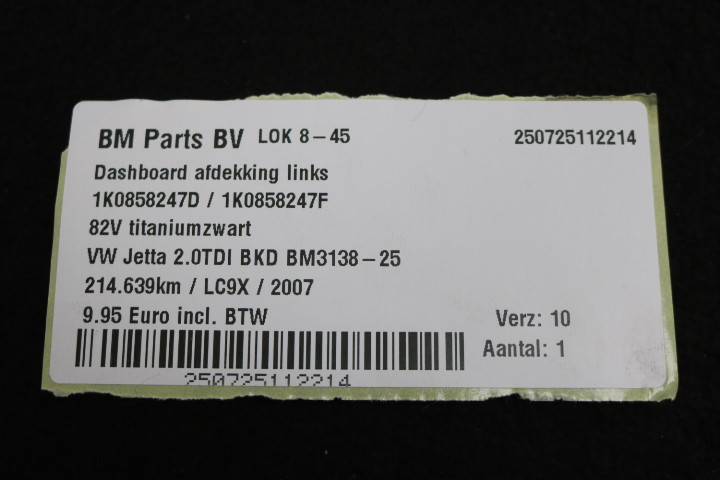 BM Parts BV LOK 8-45 250725112214
Dashboard afdekking links
1K0858247D / 1K0858247F
82V titaniumzwart
VW Jetta 2.0TDI BKD BM3138-25
214.639km / LC9X / 2007
9.95 Euro incl. BTW Verz: 10
Aantal: 1
250725112214